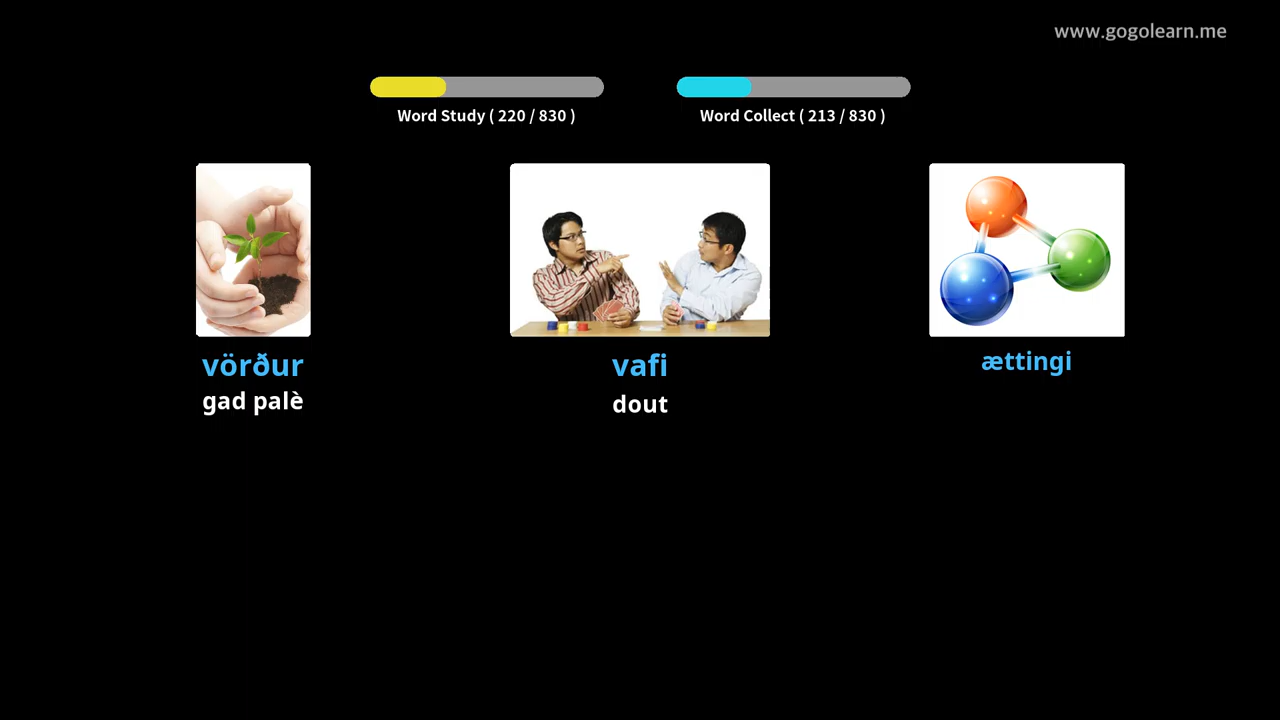 www.gogolearn.me
Word Study ( 220 / 830 )
Word Collect ( 213 / 830 )
vörður
gad palè
vafi
dout
ættingi